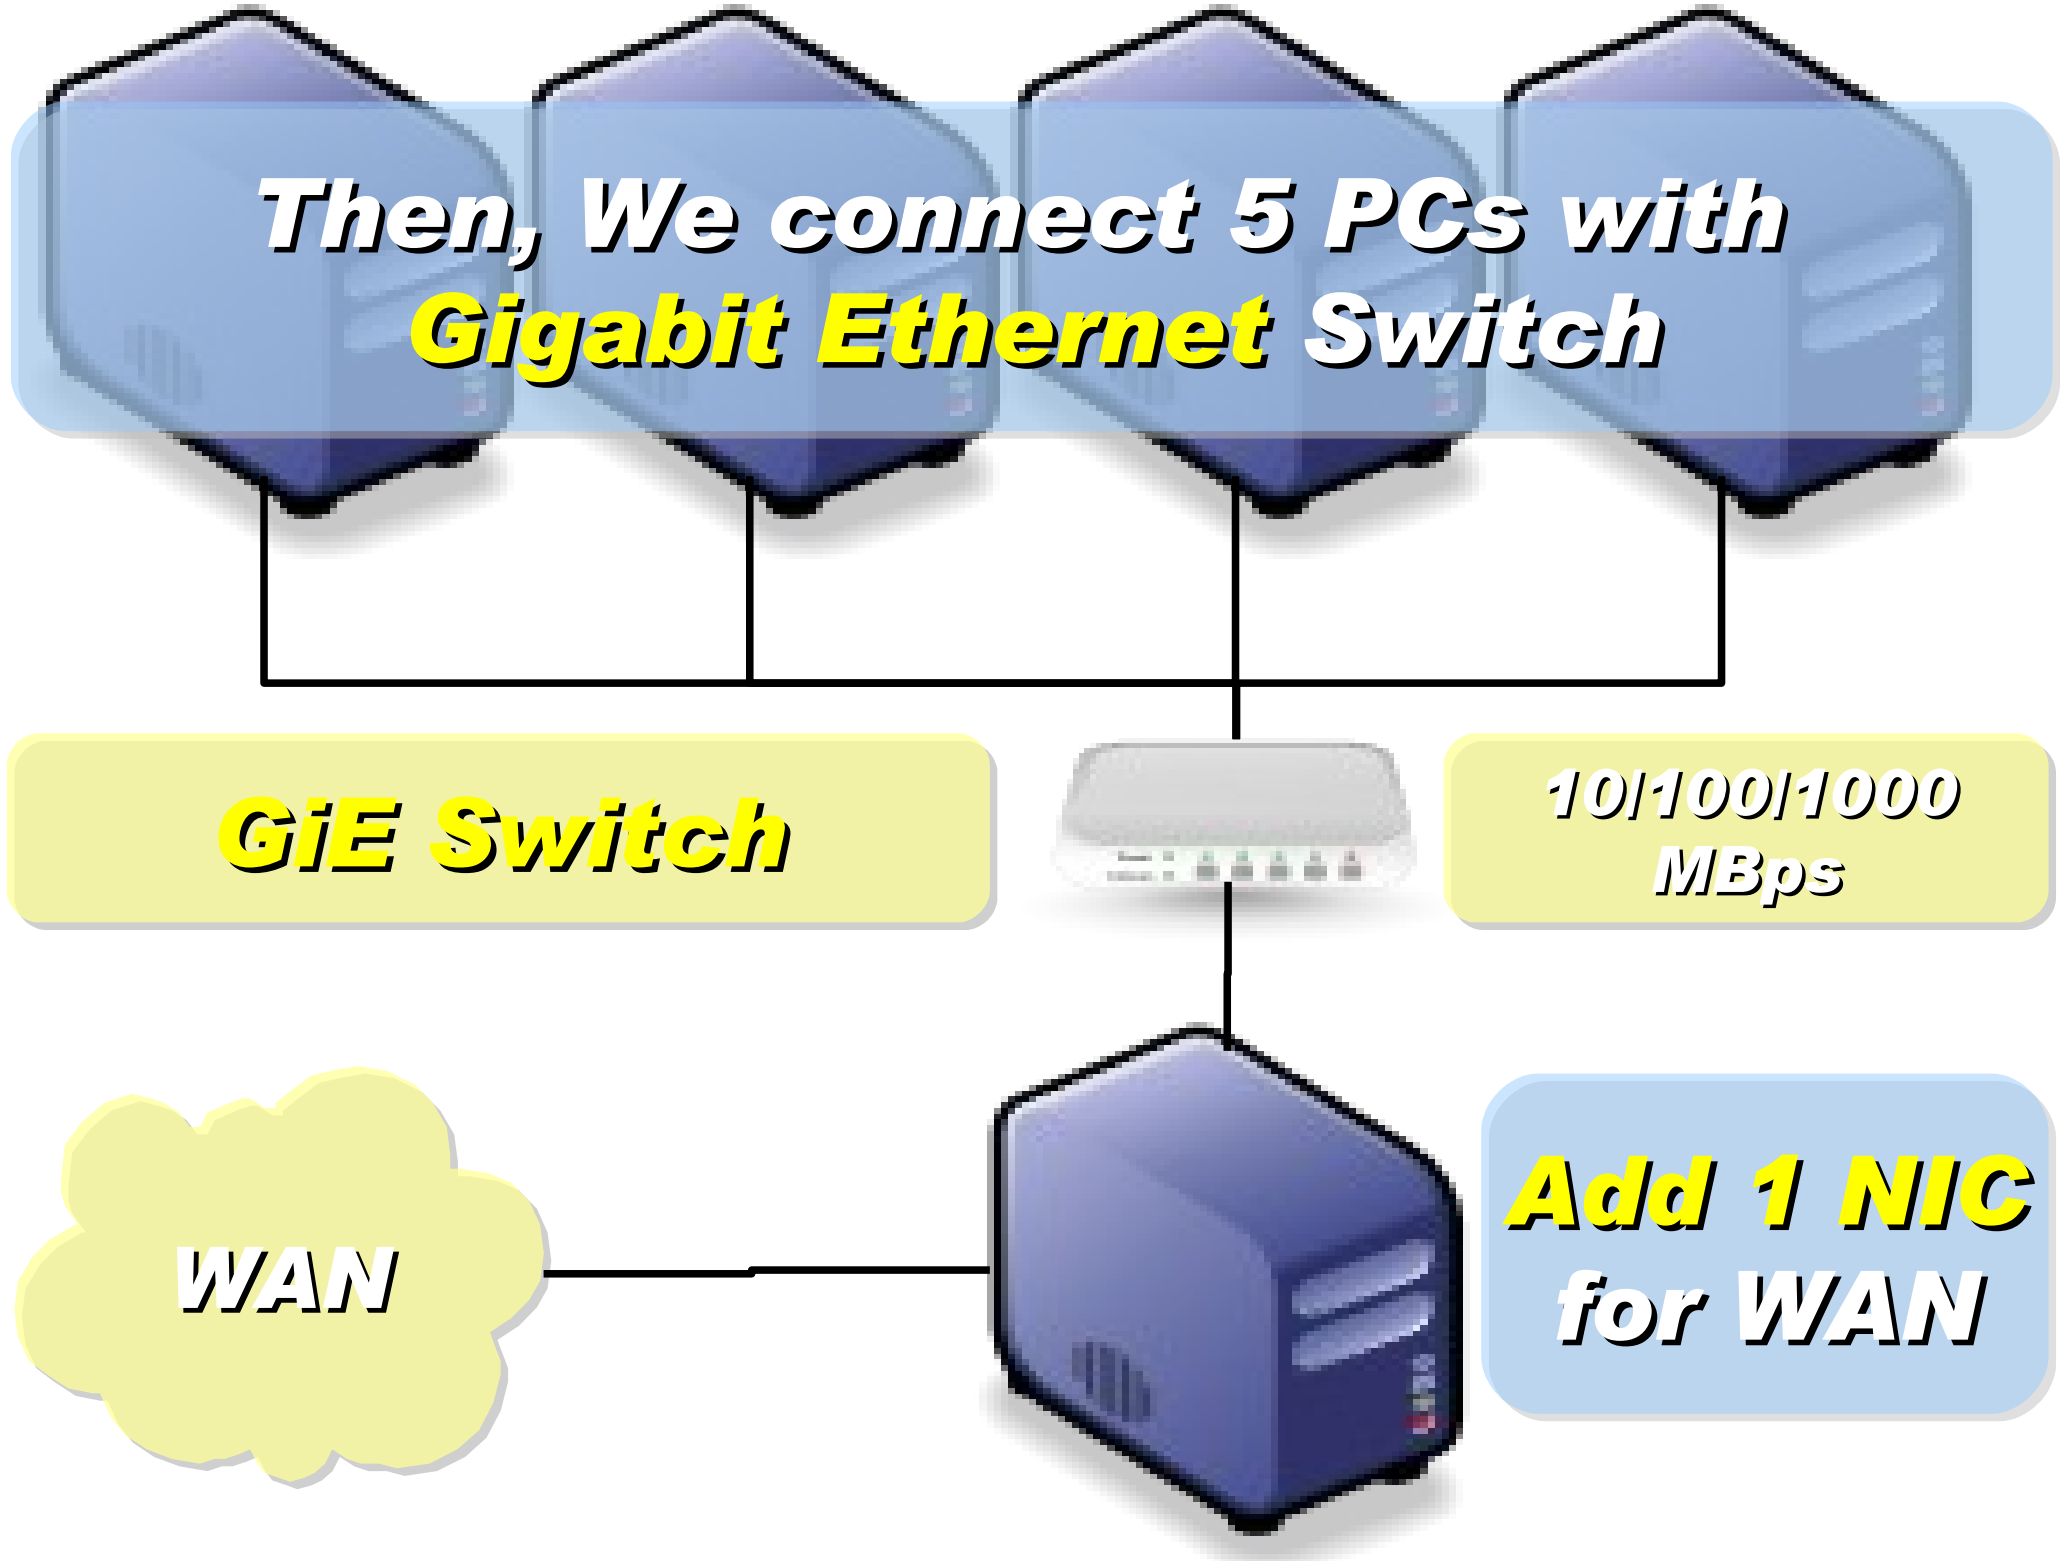 Then, We connect 5 PCs with
Gigabit Ethernet Switch
GiE Switch
10/100/1000
MBps
WAN
Add 1 NIC
for WAN